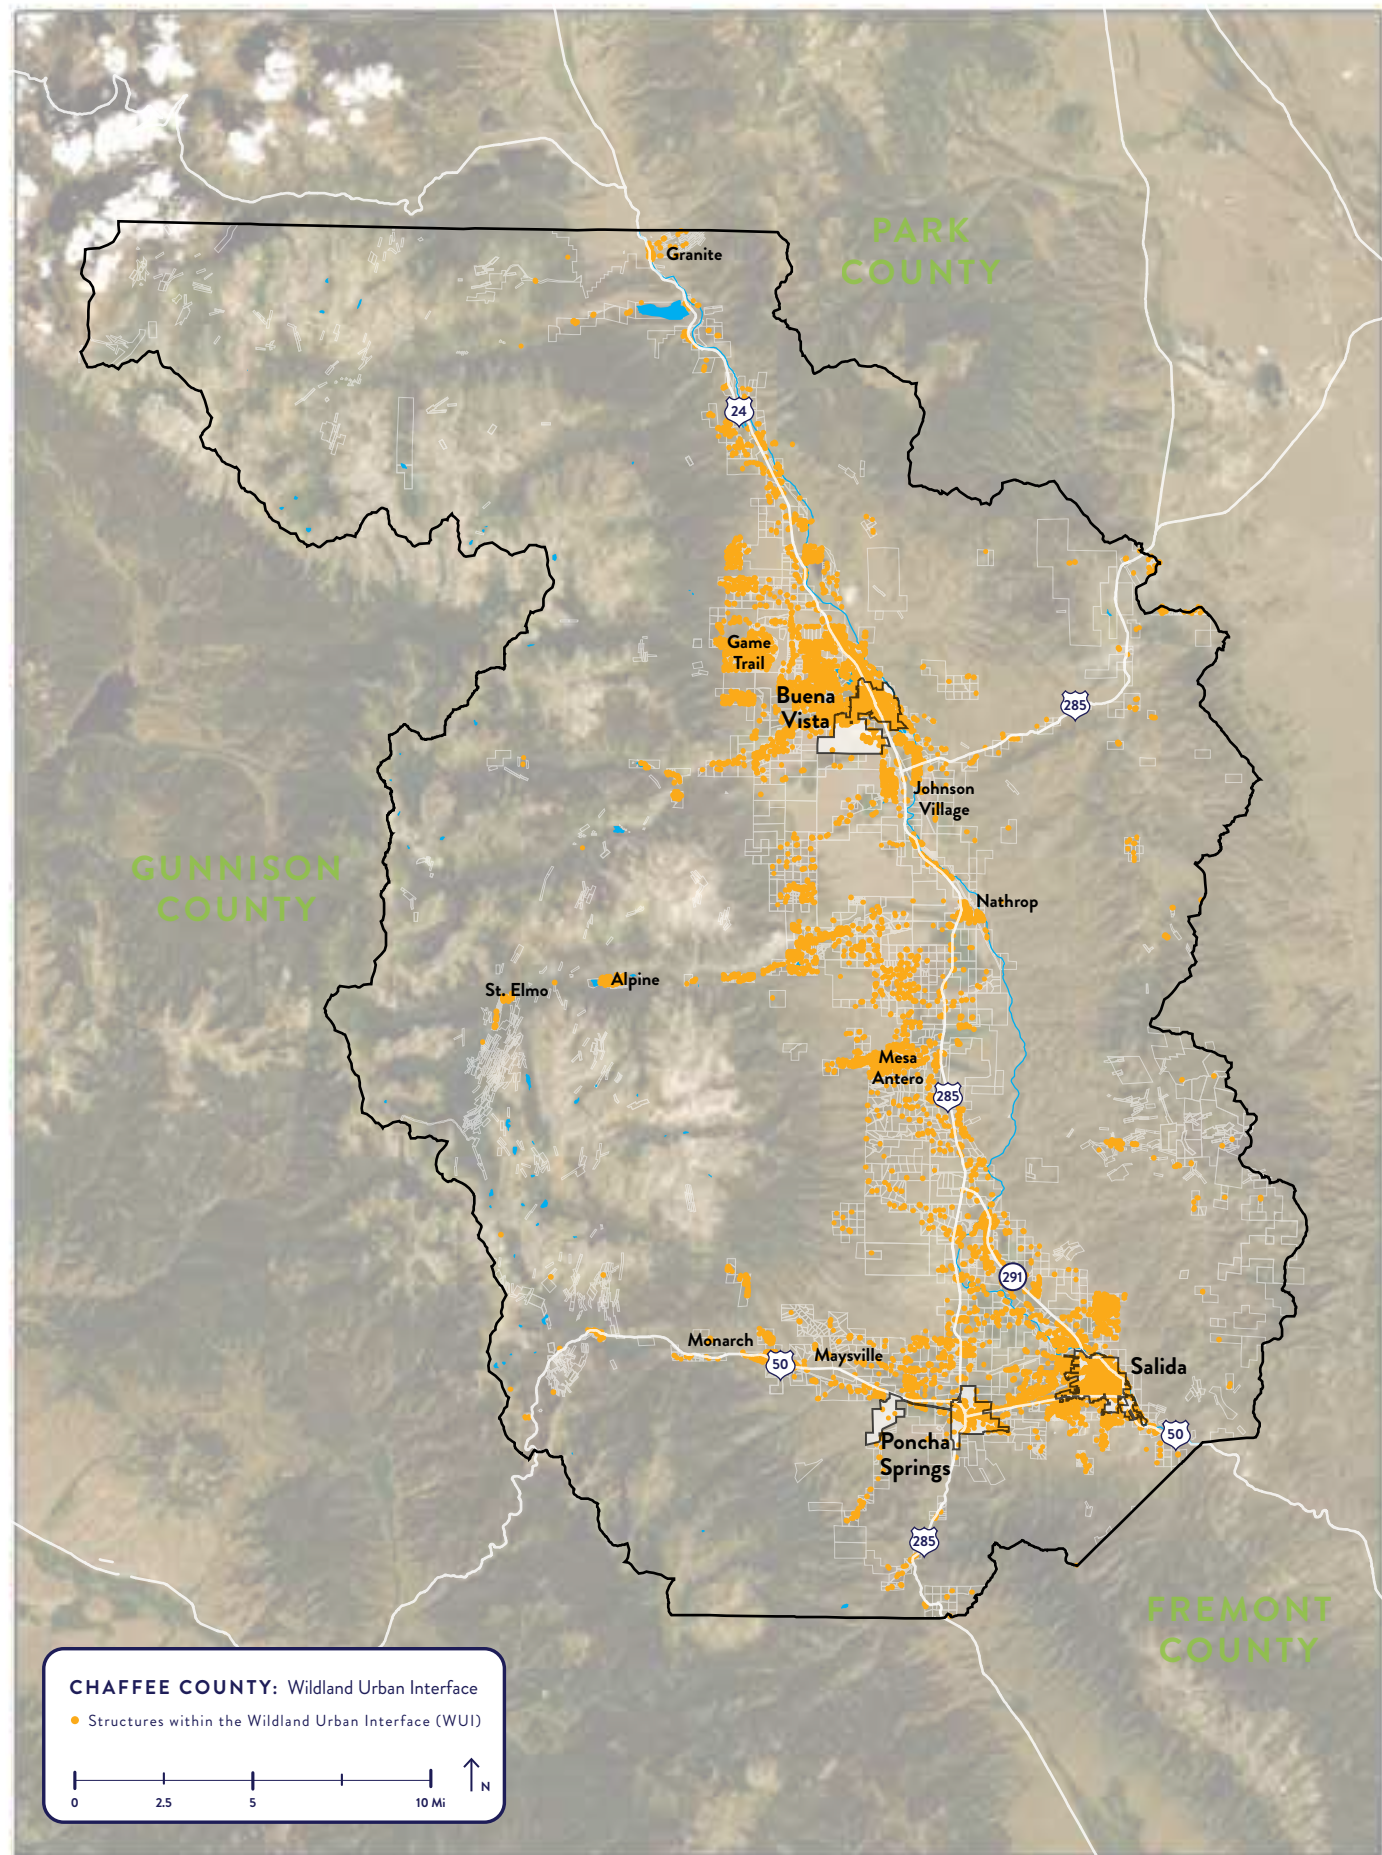 PARK
COUNTY
Granite
24
Game
Trail
Buena
Vista
285
Johnson
Village
GUNNISON
COUNTY
Nathrop
St. Elmo
Alpine
Mesa
Antero
285
291
Monarch
50
Maysville
Salida
50
Poncha
Springs
285
FREMONT
COUNTY
CHAFFEE COUNTY: Wildland Urban Interface
Structures within the Wildland Urban Interface (WUI)
N
0 2.5 5 10 Mi